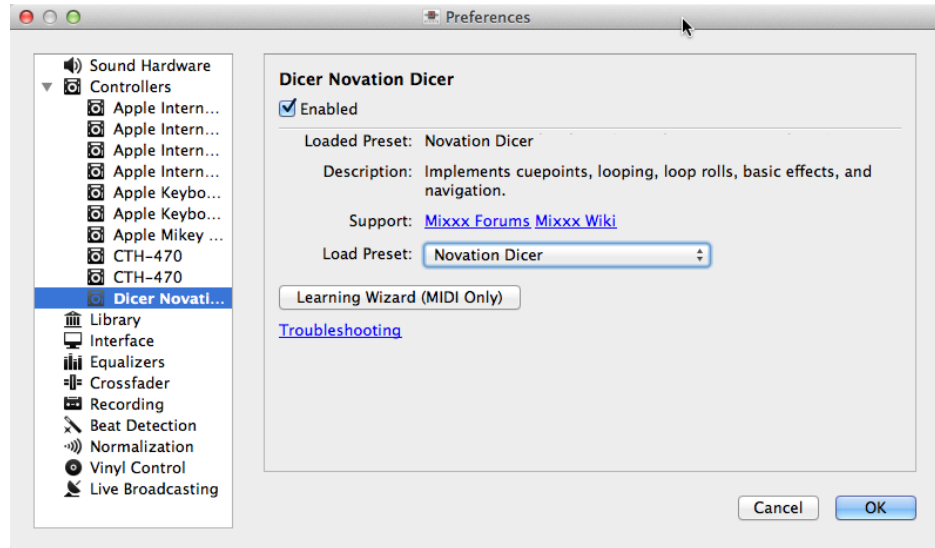 Preferences
Sound Hardware
Controllers
Apple Intern...
Apple Intern...
Apple Intern...
Apple Intern...
Apple Keybo...
Apple Keybo...
Apple Mikey ...
CTH-470
CTH-470
Dicer Novati...
Library
Interface
Equalizers
Crossfader
Recording
Beat Detection
Normalization
Vinyl Control
Live Broadcasting
Dicer Novation Dicer
Enabled
Loaded Preset: Novation Dicer
Description: Implements cuepoints, looping, loop rolls, basic effects, and
navigation.
Support: Mixxx Forums Mixxx Wiki
Load Preset: Novation Dicer
Learning Wizard (MIDI Only)
Troubleshooting
Cancel OK